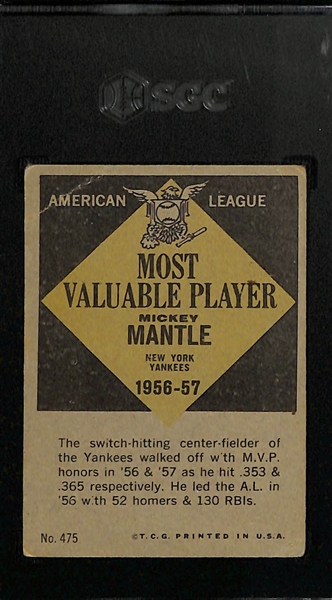 SGC
AMERICAN LEAGUE
MOST
VALUABLE PLAYER
MICKEY
MANTLE
NEW YORK
YANKEES
1956-57
The switch-hitting center-fielder of
the Yankees walked off with M.V.P.
honors in '56 & '57 as he hit .353 &
.365 respectively. He led the A.L. in
'56 with 52 homers & 130 RBIs.
No. 475 ©T.C.G. PRINTED IN U.S.A.